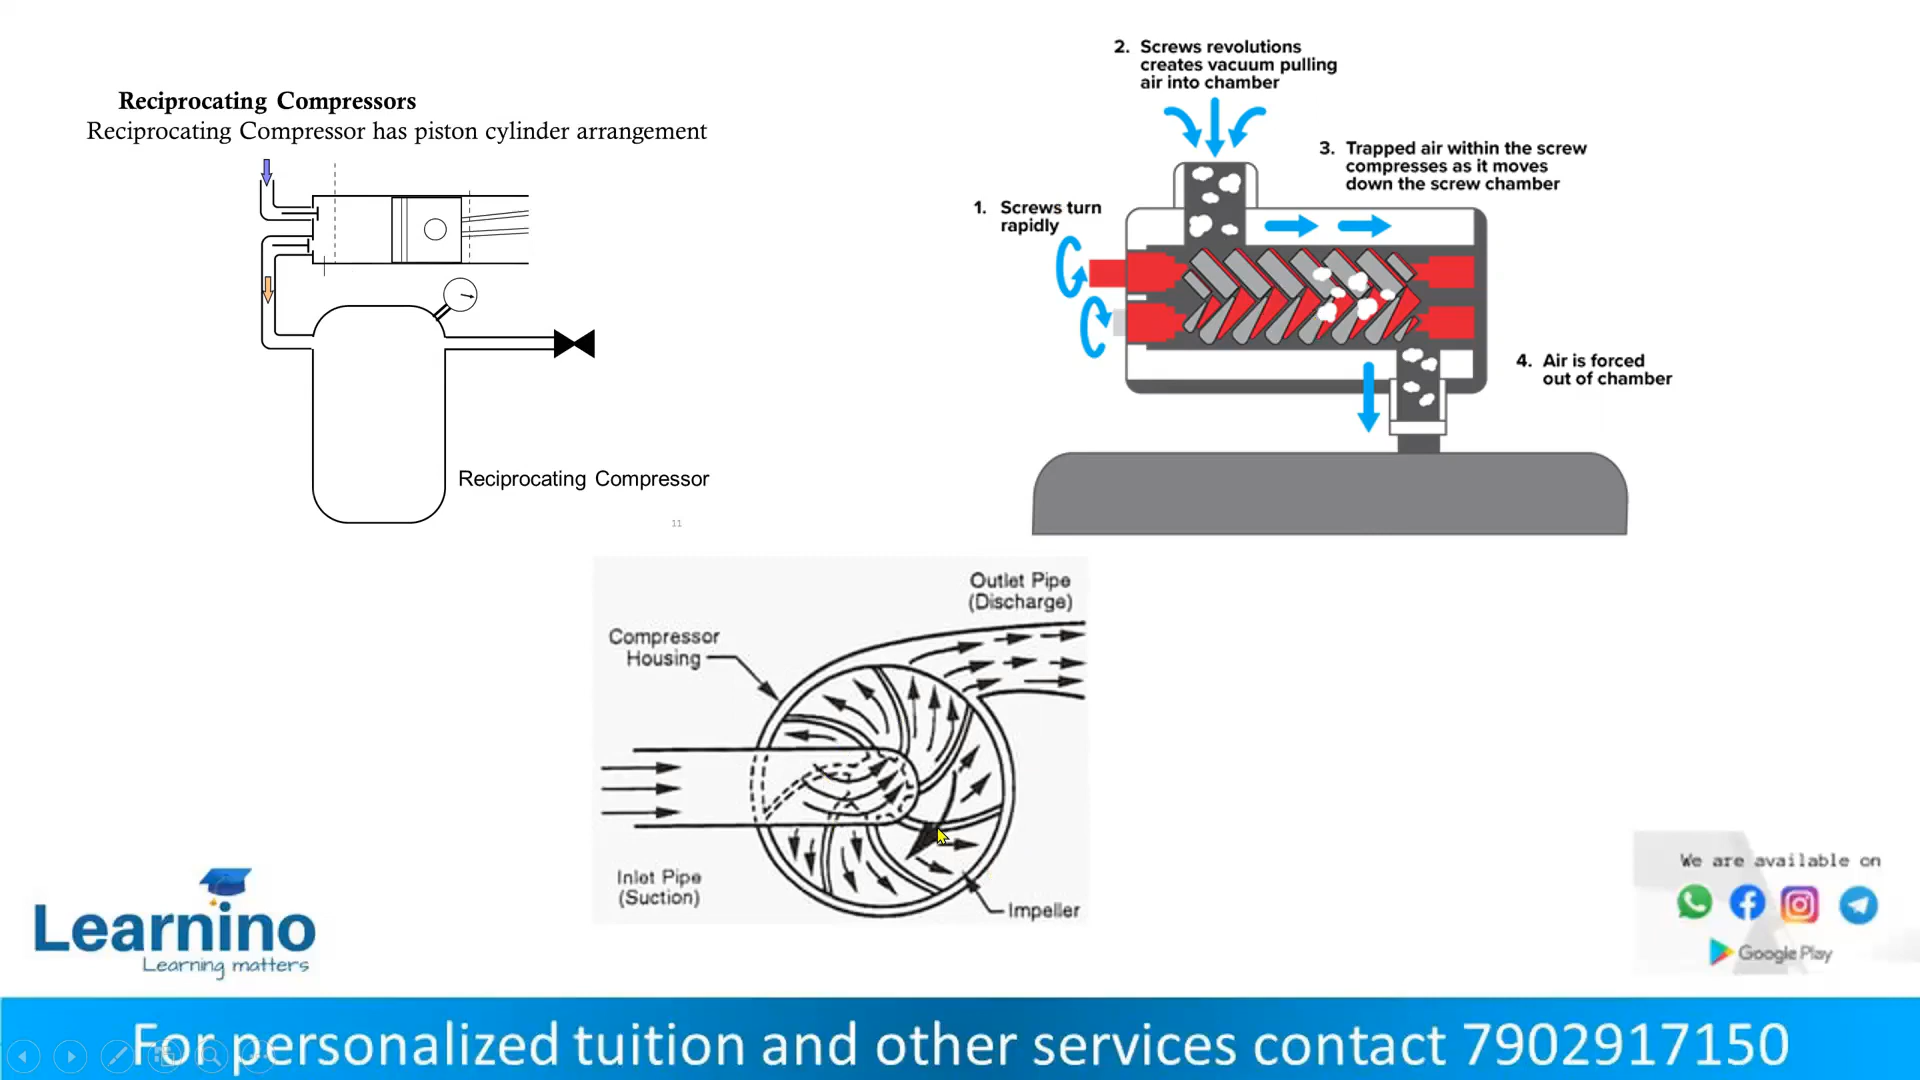 Reciprocating Compressors
Reciprocating Compressor has piston cylinder arrangement
Reciprocating Compressor
11
2. Screws revolutions
creates vacuum pulling
air into chamber
3. Trapped air within the screw
compresses as it moves
down the screw chamber
1. Screws turn
rapidly
4. Air is forced
out of chamber
Outlet Pipe
(Discharge)
Compressor
Housing
Inlet Pipe
(Suction)
Impeller
Learnino
Learning matters
We are available on
Google Play
For personalized tuition and other services contact 7902917150